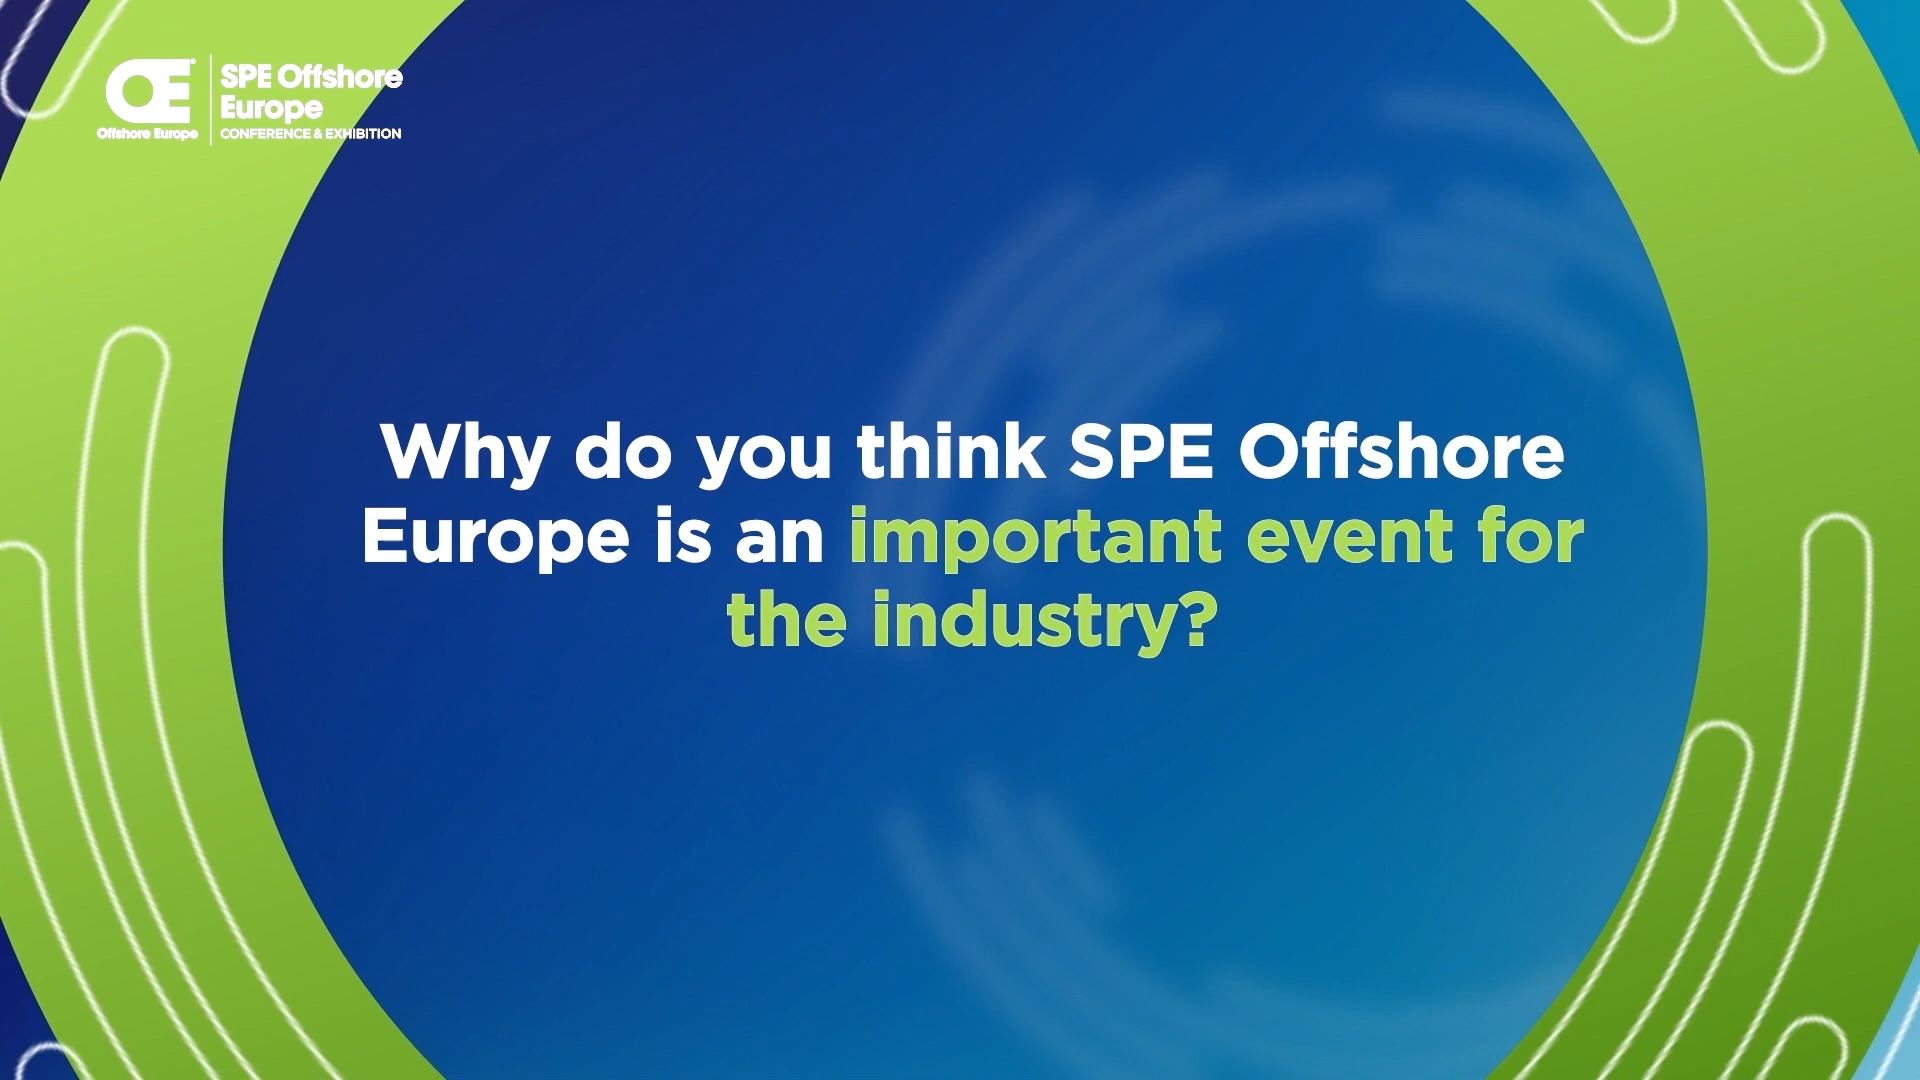 OE
Offshore Europe
SPE Offshore
Europe
CONFERENCE & EXHIBITION
Why do you think SPE Offshore
Europe is an important event for
the industry?